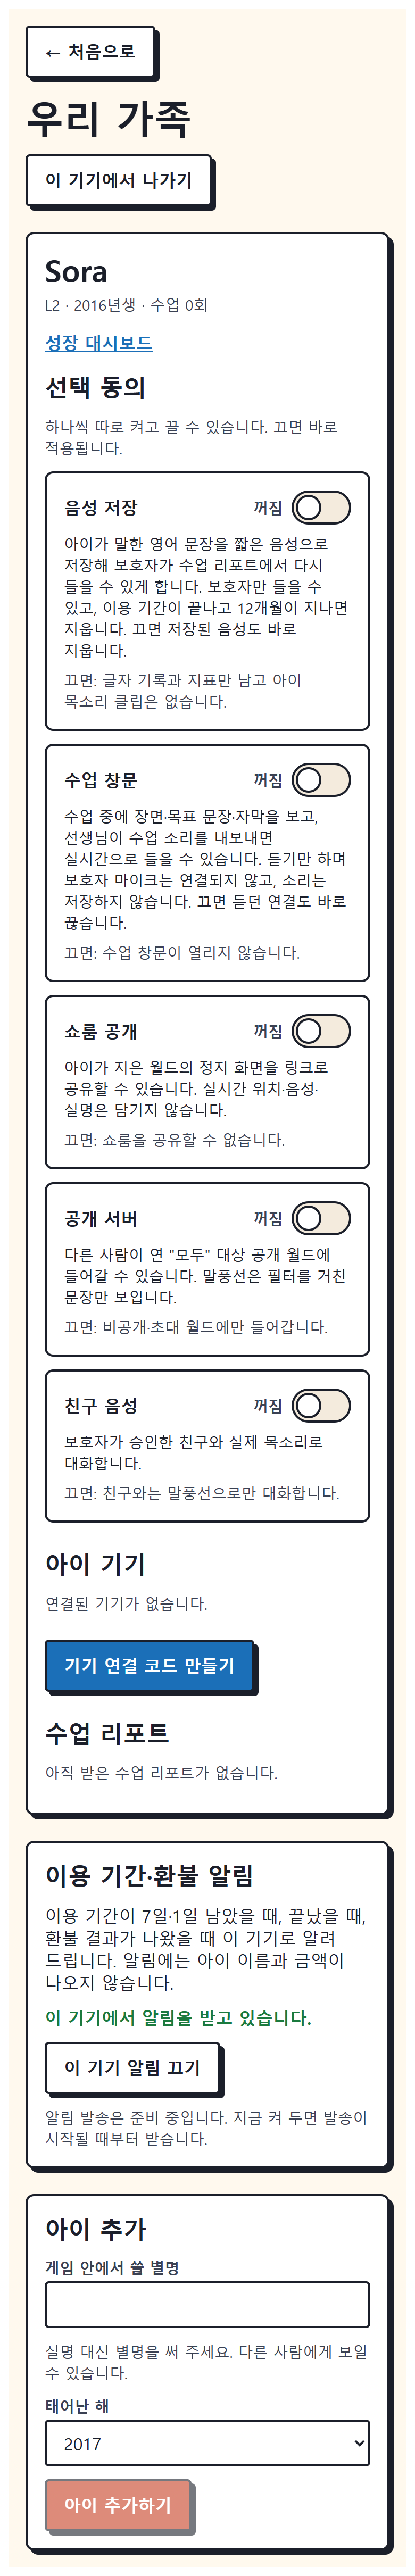 ← 처음으로
우리 가족
이 기기에서 나가기
Sora
L2 · 2016년생 · 수업 0회
성장 대시보드
선택 동의
하나씩 따로 켜고 끌 수 있습니다. 끄면 바로
적용됩니다.
음성 저장
꺼짐
아이가 말한 영어 문장을 짧은 음성으로
저장해 보호자가 수업 리포트에서 다시
들을 수 있게 합니다. 보호자만 들을 수
있고, 이용 기간이 끝나고 12개월이 지나면
지웁니다. 끄면 저장된 음성도 바로
지웁니다.
끄면: 글자 기록과 지표만 남고 아이
목소리 클립은 없습니다.
수업 창문
꺼짐
수업 중에 장면·목표 문장·자막을 보고,
선생님이 수업 소리를 내보내면
실시간으로 들을 수 있습니다. 듣기만 하며
보호자 마이크는 연결되지 않고, 소리는
저장하지 않습니다. 끄면 듣던 연결도 바로
끊습니다.
끄면: 수업 창문이 열리지 않습니다.
쇼룸 공개
꺼짐
아이가 지은 월드의 정지 화면을 링크로
공유할 수 있습니다. 실시간 위치·음성·
실명은 담기지 않습니다.
끄면: 쇼룸을 공유할 수 없습니다.
공개 서버
꺼짐
다른 사람이 연 "모두" 대상 공개 월드에
들어갈 수 있습니다. 말풍선은 필터를 거친
문장만 보입니다.
끄면: 비공개·초대 월드에만 들어갑니다.
친구 음성
꺼짐
보호자가 승인한 친구와 실제 목소리로
대화합니다.
끄면: 친구와는 말풍선으로만 대화합니다.
아이 기기
연결된 기기가 없습니다.
기기 연결 코드 만들기
수업 리포트
아직 받은 수업 리포트가 없습니다.
이용 기간·환불 알림
이용 기간이 7일·1일 남았을 때, 끝났을 때,
환불 결과가 나왔을 때 이 기기로 알려
드립니다. 알림에는 아이 이름과 금액이
나오지 않습니다.
이 기기에서 알림을 받고 있습니다.
이 기기 알림 끄기
알림 발송은 준비 중입니다. 지금 켜 두면 발송이
시작될 때부터 받습니다.
아이 추가
게임 안에서 쓸 별명
실명 대신 별명을 써 주세요. 다른 사람에게 보일
수 있습니다.
태어난 해
2017
아이 추가하기